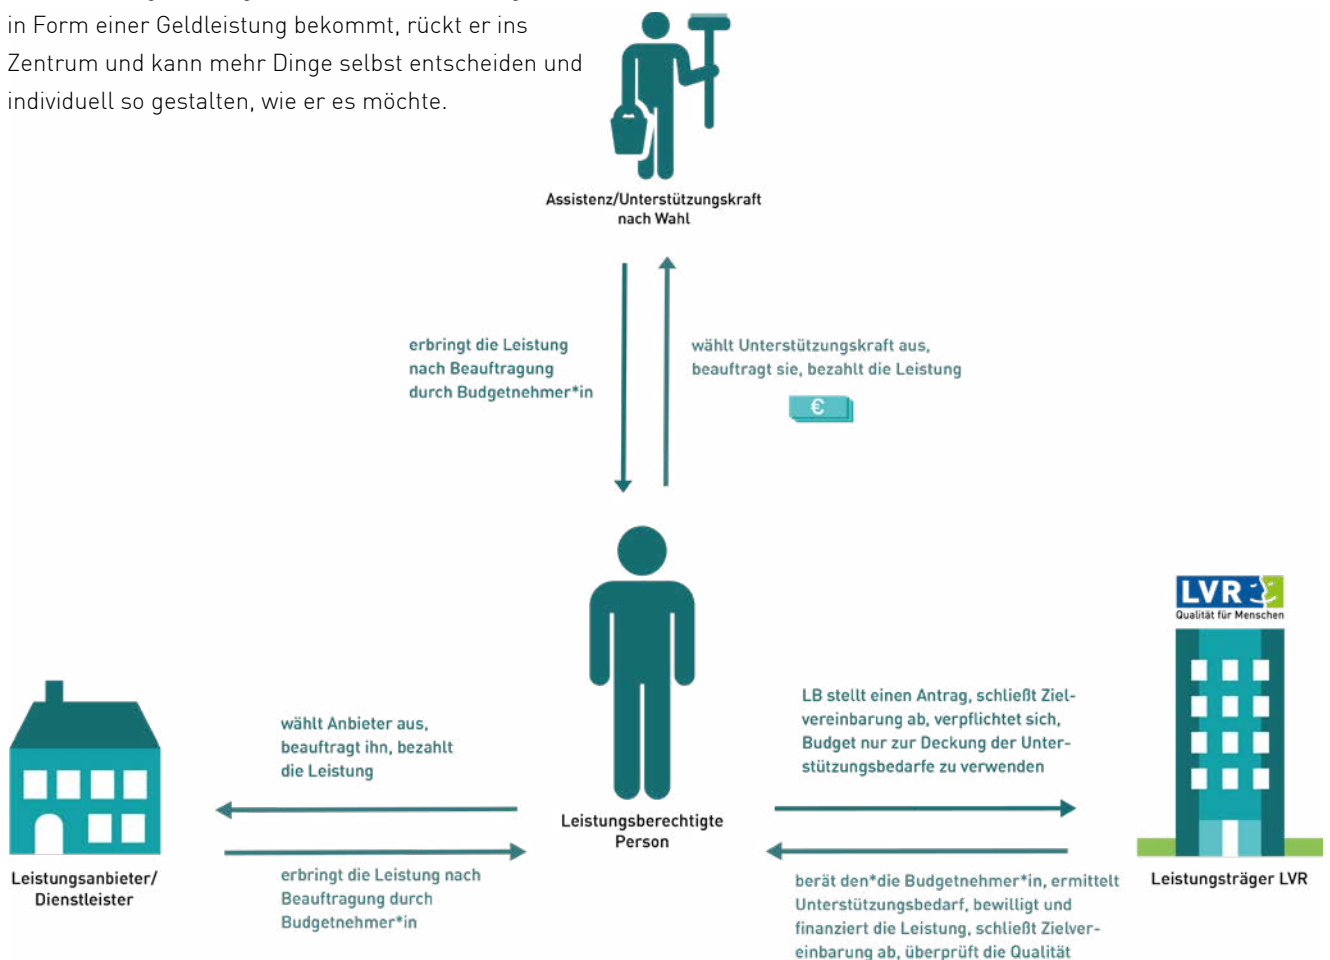 in Form einer Geldleistung bekommt, rückt er ins
Zentrum und kann mehr Dinge selbst entscheiden und
individuell so gestalten, wie er es möchte.
Assistenz/Unterstützungskraft
nach Wahl
erbringt die Leistung
nach Beauftragung
durch Budgetnehmer*in
wählt Unterstützungskraft aus,
beauftragt sie, bezahlt die Leistung
€
LVR
Qualität für Menschen
wählt Anbieter aus,
beauftragt ihn, bezahlt
die Leistung
LB stellt einen Antrag, schließt Ziel-
vereinbarung ab, verpflichtet sich,
Budget nur zur Deckung der Unter-
stützungsbedarfe zu verwenden
Leistungsberechtigte
Person
Leistungsanbieter/
Dienstleister
erbringt die Leistung nach
Beauftragung durch
Budgetnehmer*in
berät den*die Budgetnehmer*in, ermittelt
Unterstützungsbedarf, bewilligt und
finanziert die Leistung, schließt Zielver-
einbarung ab, überprüft die Qualität
Leistungsträger LVR